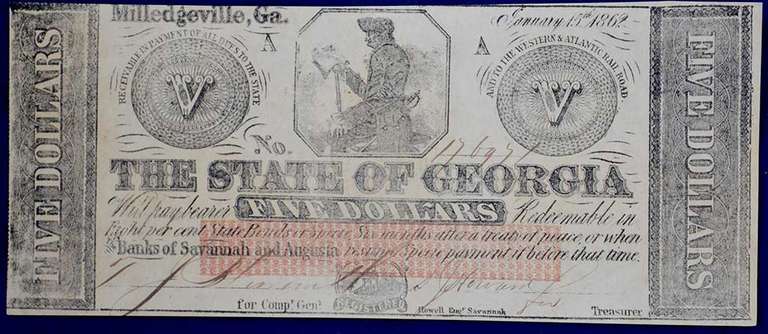 Milledgeville, Ga.
January 15th 1862
FIVE DOLLARS
RECEIVABLE IN PAYMENT OF ALL DUES TO THE STATE
V
A
A
AND TO THE WESTERN & ATLANTIC RAIL ROAD
V
FIVE DOLLARS
No.
THE STATE OF GEORGIA
Will pay bearer FIVE DOLLARS Redeemable in
Eight per cent State Bonds or specie Six months after a treaty of peace, or when
the Banks of Savannah and Augusta resume Specie payment if before that time.
for Compt. Genl.
REGISTERED
Howell Engr. Savannah
Treasurer